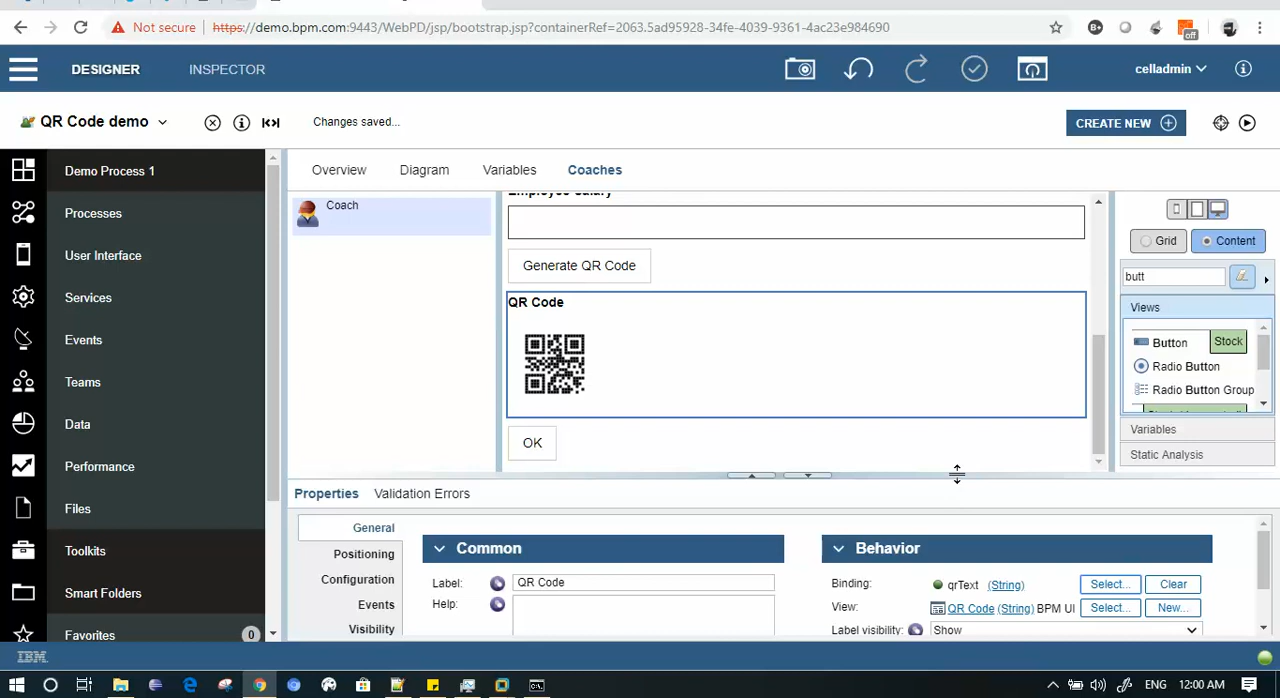 Not secure https://demo.bpm.com:9443/WebPD/jsp/bootstrap.jsp?containerRef=2063.5ad95928-34fe-4039-9361-4ac23e984690
off
DESIGNER INSPECTOR celladmin
QR Code demo Changes saved... CREATE NEW
Demo Process 1
Processes
User Interface
Services
Events
Teams
Data
Performance
Files
Toolkits
Smart Folders
Favorites 0
Overview Diagram Variables Coaches
Coach
Employee Salary
Generate QR Code
QR Code
OK
Grid Content
butt
Views
Button Stock
Radio Button
Radio Button Group
Variables
Static Analysis
Properties Validation Errors
General
Positioning
Configuration
Events
Visibility
Common
Label: QR Code
Help:
Behavior
Binding: qrText (String) Select... Clear
View: QR Code (String) BPM UI Select... New...
Label visibility: Show
IBM
ENG 12:00 AM